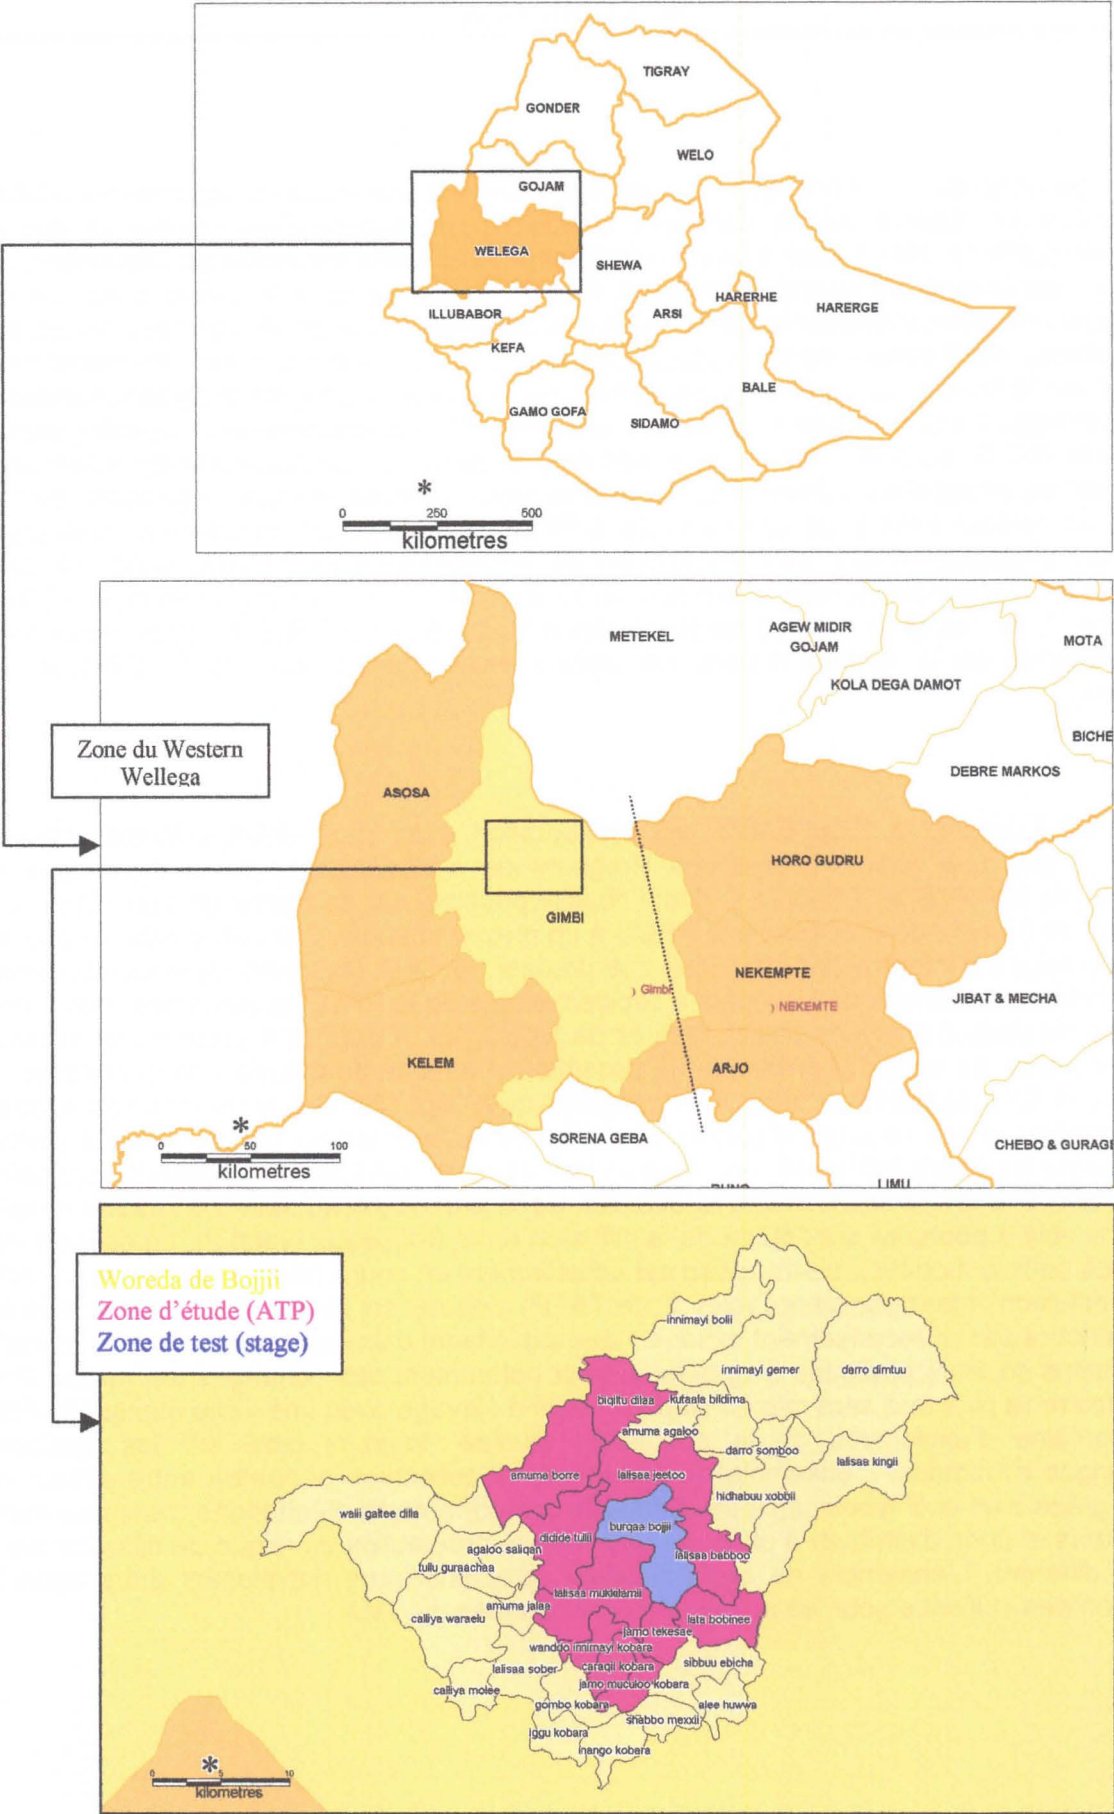 TIGRAY
GONDER
WELO
GOJAM
WELEGA
SHEWA
HARERHE
HARERGE
ILLUBABOR
ARSI
KEFA
BALE
GAMO GOFA
SIDAMO
*
0 250 500
kilometres
METEKEL
AGEW MIDIR
GOJAM
MOTA
KOLA DEGA DAMOT
BICHE
Zone du Western
Wellega
DEBRE MARKOS
ASOSA
HORO GUDRU
GIMBI
NEKEMPTE
Gimbi
NEKEMTE
JIBAT & MECHA
KELEM
ARJO
*
0 50 100
kilometres
SORENA GEBA
CHEBO & GURAGI
LIMU
Woreda de Bojjii
Zone d'étude (ATP)
Zone de test (stage)
innimayi bolii
innimayi gemer
darro dimtuu
biqiltu dilaa
kutaala bildima
amuma agaloo
darro somboo
lalisaa kingii
amuma borre
lalisaa jeetoo
hidhabuu xobbii
walii galtee dilla
burqaa bojjii
didide tullii
agaloo saliqan
lalisaa babboo
tullu guraachaa
lalisaa mukkilamii
amuma jalaa
calliya waraelu
lata bobinee
jamo tekesae
wanddo innimayi kobara
lalisaa sober
caraqii kobara
sibbuu ebicha
calliya molee
jamo muculoo kobara
gombo kobara
alee huwwa
shabbo mexxii
iggu kobara
inango kobara
*
0 5 10
kilometres